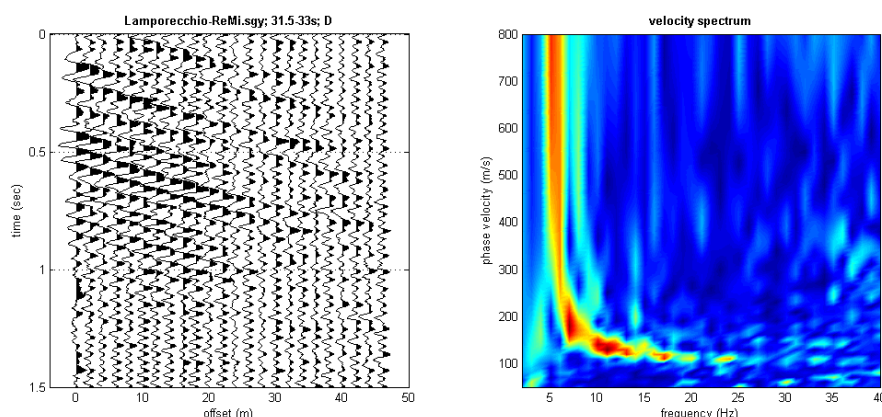 Lamporecchio-ReMi.sgy; 31.5-33s; D
0
0.5
1
1.5
time (sec)
0 10 20 30 40 50
offset (m)
velocity spectrum
800
700
600
500
400
300
200
100
phase velocity (m/s)
5 10 15 20 25 30 35 40
frequency (Hz)